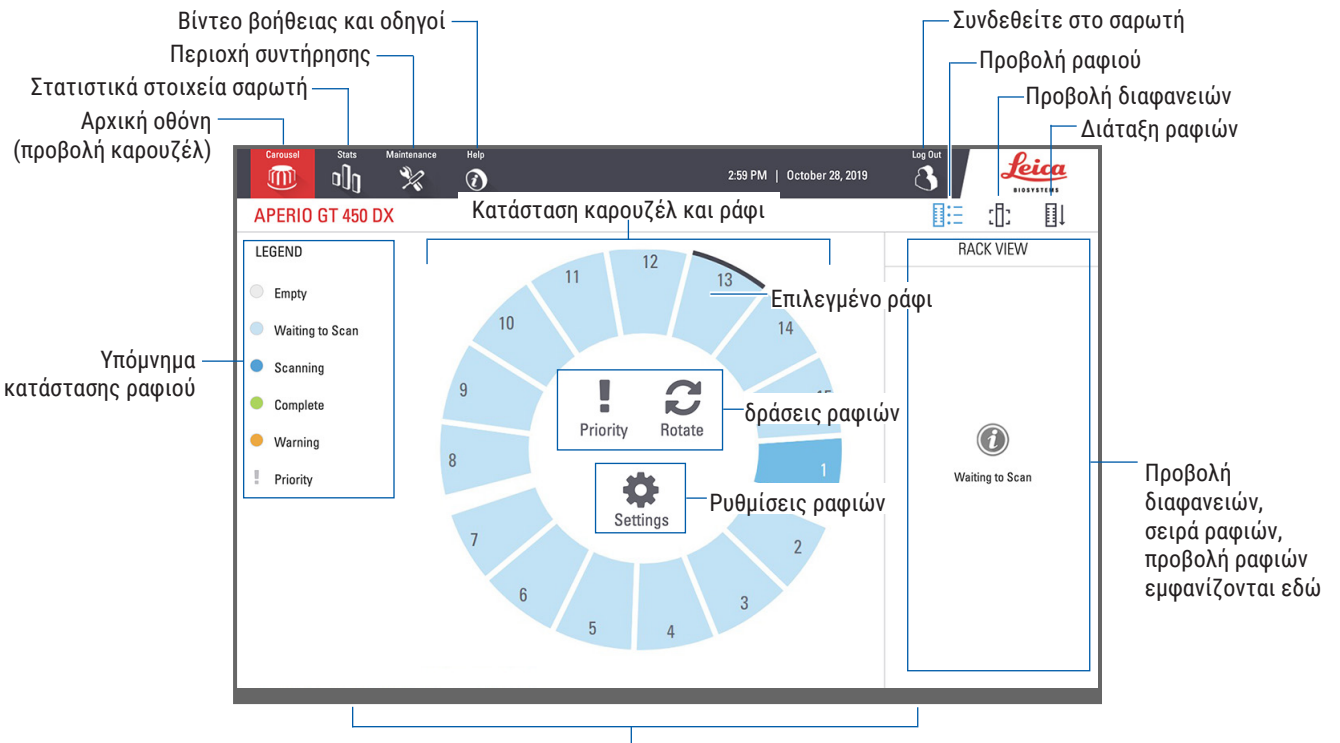 Βίντεο βοήθειας και οδηγοί
Συνδεθείτε στο σαρωτή
Περιοχή συντήρησης
Προβολή ραφιού
Στατιστικά στοιχεία σαρωτή
Προβολή διαφανειών
Αρχική οθόνη
(προβολή καρουζέλ)
Διάταξη ραφιών
Carousel
Stats
Maintenance
Help
2:59 PM | October 28, 2019
Log Out
Leica
BIOSYSTEMS
APERIO GT 450 DX
Κατάσταση καρουζέλ και ράφι
LEGEND
Empty
Waiting to Scan
Scanning
Complete
Warning
Priority
Υπόμνημα
κατάστασης ραφιού
11
12
13
Επιλεγμένο ράφι
10
14
9
15
8
1
7
2
6
3
5
4
Priority
Rotate
δράσεις ραφιών
Settings
Ρυθμίσεις ραφιών
RACK VIEW
Waiting to Scan
Προβολή
διαφανειών,
σειρά ραφιών,
προβολή ραφιών
εμφανίζονται εδώ